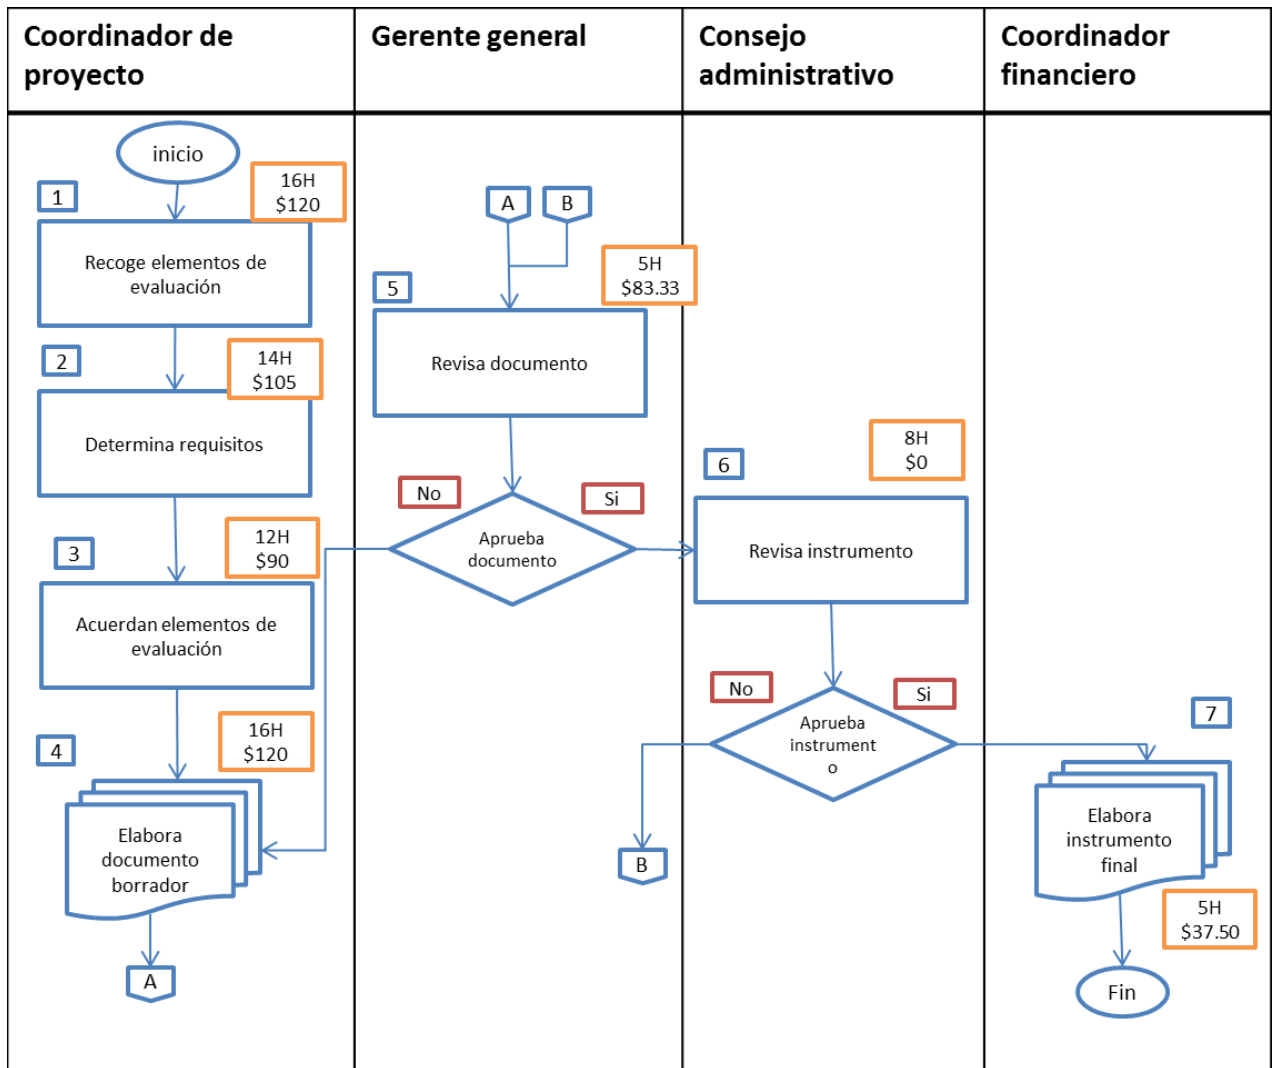 Coordinador de
proyecto
Gerente general
Consejo
administrativo
Coordinador
financiero
inicio
1
16H
$120
Recoge elementos de
evaluación
2
14H
$105
Determina requisitos
3
12H
$90
Acuerdan elementos de
evaluación
4
16H
$120
Elabora
documento
borrador
A
A
B
5
5H
$83.33
Revisa documento
No
Si
Aprueba
documento
6
8H
$0
Revisa instrumento
No
Si
Aprueba
instrument
o
B
7
Elabora
instrumento
final
5H
$37.50
Fin